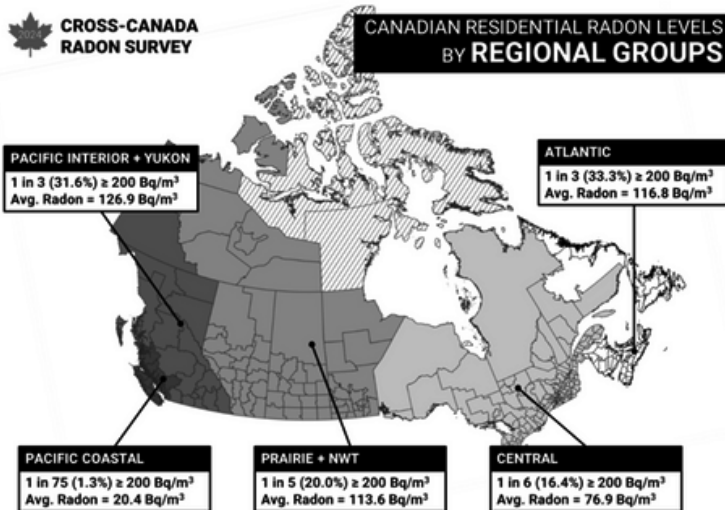 2024
CROSS-CANADA
RADON SURVEY
CANADIAN RESIDENTIAL RADON LEVELS
BY REGIONAL GROUPS
PACIFIC INTERIOR + YUKON
1 in 3 (31.6%) ≥ 200 Bq/m³
Avg. Radon = 126.9 Bq/m³
ATLANTIC
1 in 3 (33.3%) ≥ 200 Bq/m³
Avg. Radon = 116.8 Bq/m³
PACIFIC COASTAL
1 in 75 (1.3%) ≥ 200 Bq/m³
Avg. Radon = 20.4 Bq/m³
PRAIRIE + NWT
1 in 5 (20.0%) ≥ 200 Bq/m³
Avg. Radon = 113.6 Bq/m³
CENTRAL
1 in 6 (16.4%) ≥ 200 Bq/m³
Avg. Radon = 76.9 Bq/m³